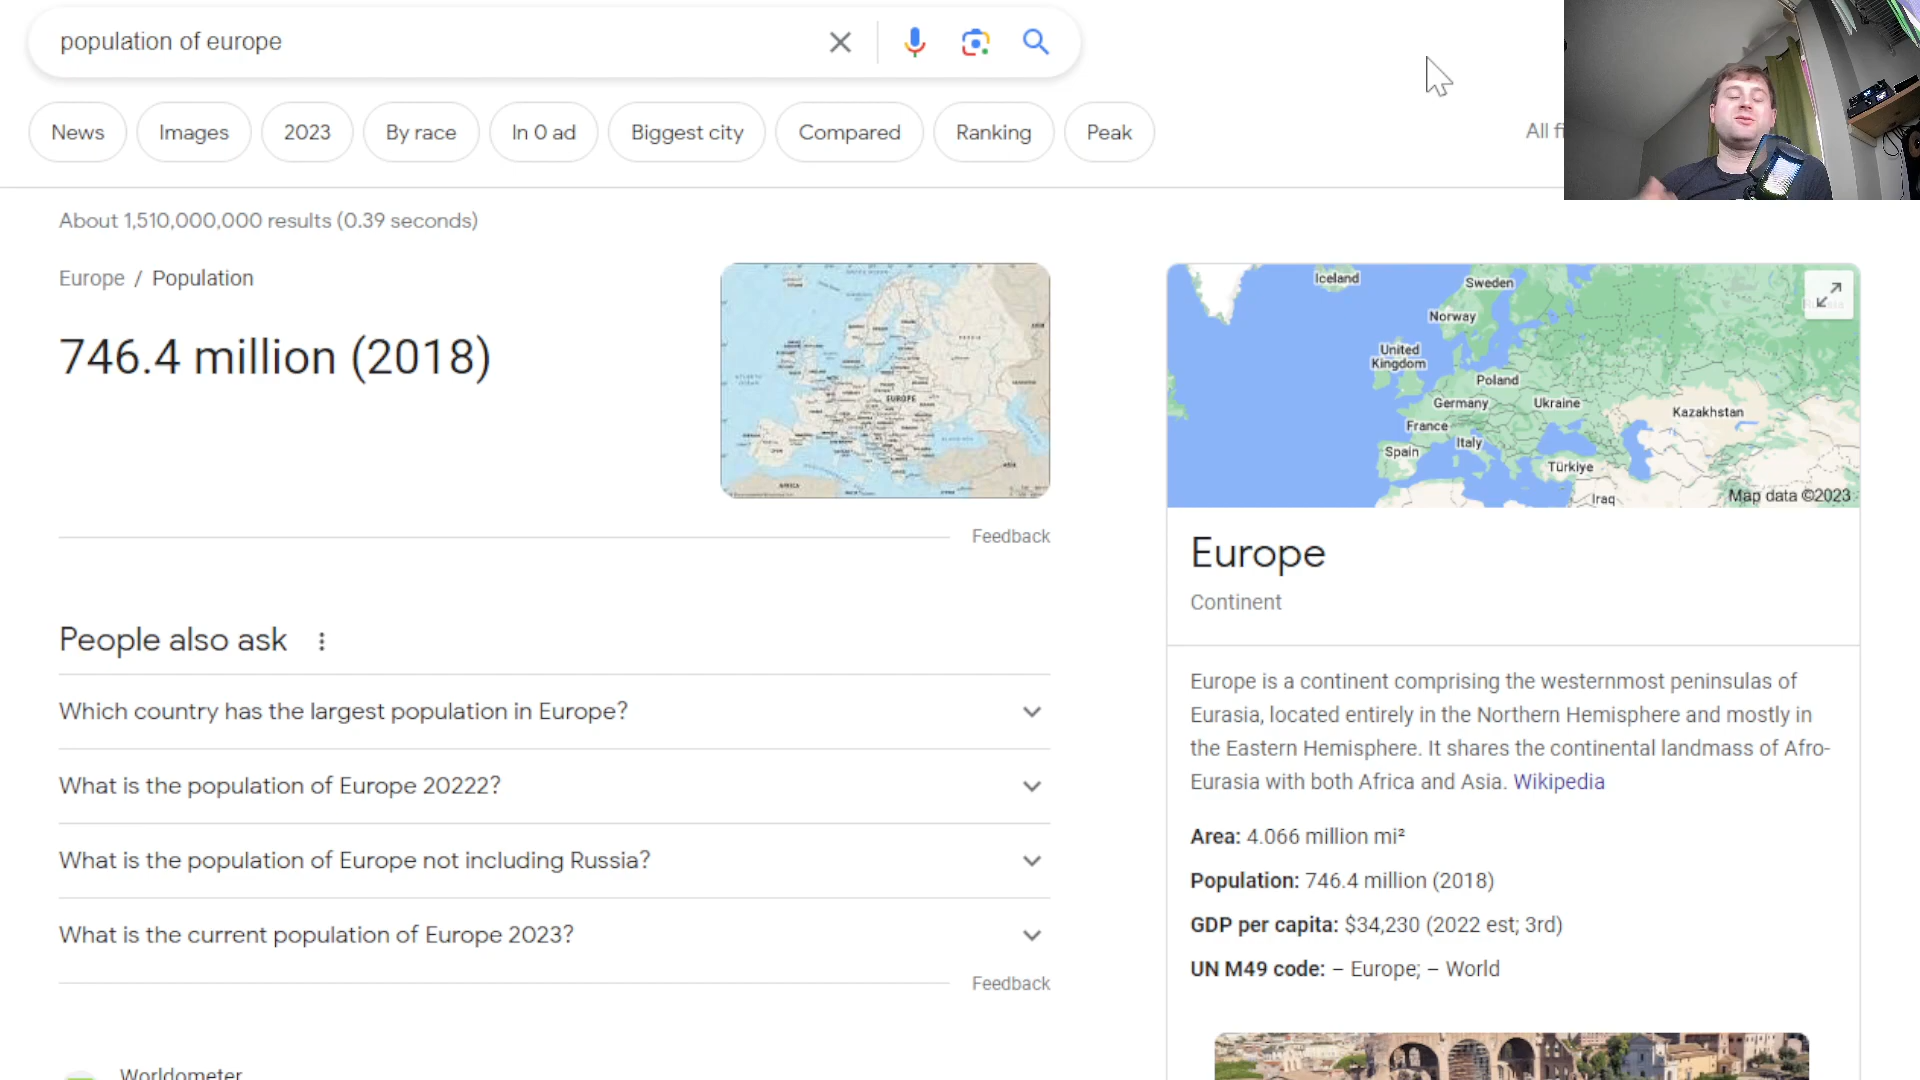 population of europe
News
Images
2023
By race
In 0 ad
Biggest city
Compared
Ranking
Peak
All fi
About 1,510,000,000 results (0.39 seconds)
Europe / Population
746.4 million (2018)
EUROPE
AFRICA
Feedback
People also ask
Which country has the largest population in Europe?
What is the population of Europe 20222?
What is the population of Europe not including Russia?
What is the current population of Europe 2023?
Feedback
Worldometer
Iceland
Sweden
Norway
United
Kingdom
Poland
Germany
Ukraine
Kazakhstan
France
Italy
Spain
Türkiye
Iraq
Map data ©2023
Europe
Continent
Europe is a continent comprising the westernmost peninsulas of
Eurasia, located entirely in the Northern Hemisphere and mostly in
the Eastern Hemisphere. It shares the continental landmass of Afro-
Eurasia with both Africa and Asia. Wikipedia
Area: 4.066 million mi²
Population: 746.4 million (2018)
GDP per capita: $34,230 (2022 est; 3rd)
UN M49 code: – Europe; – World